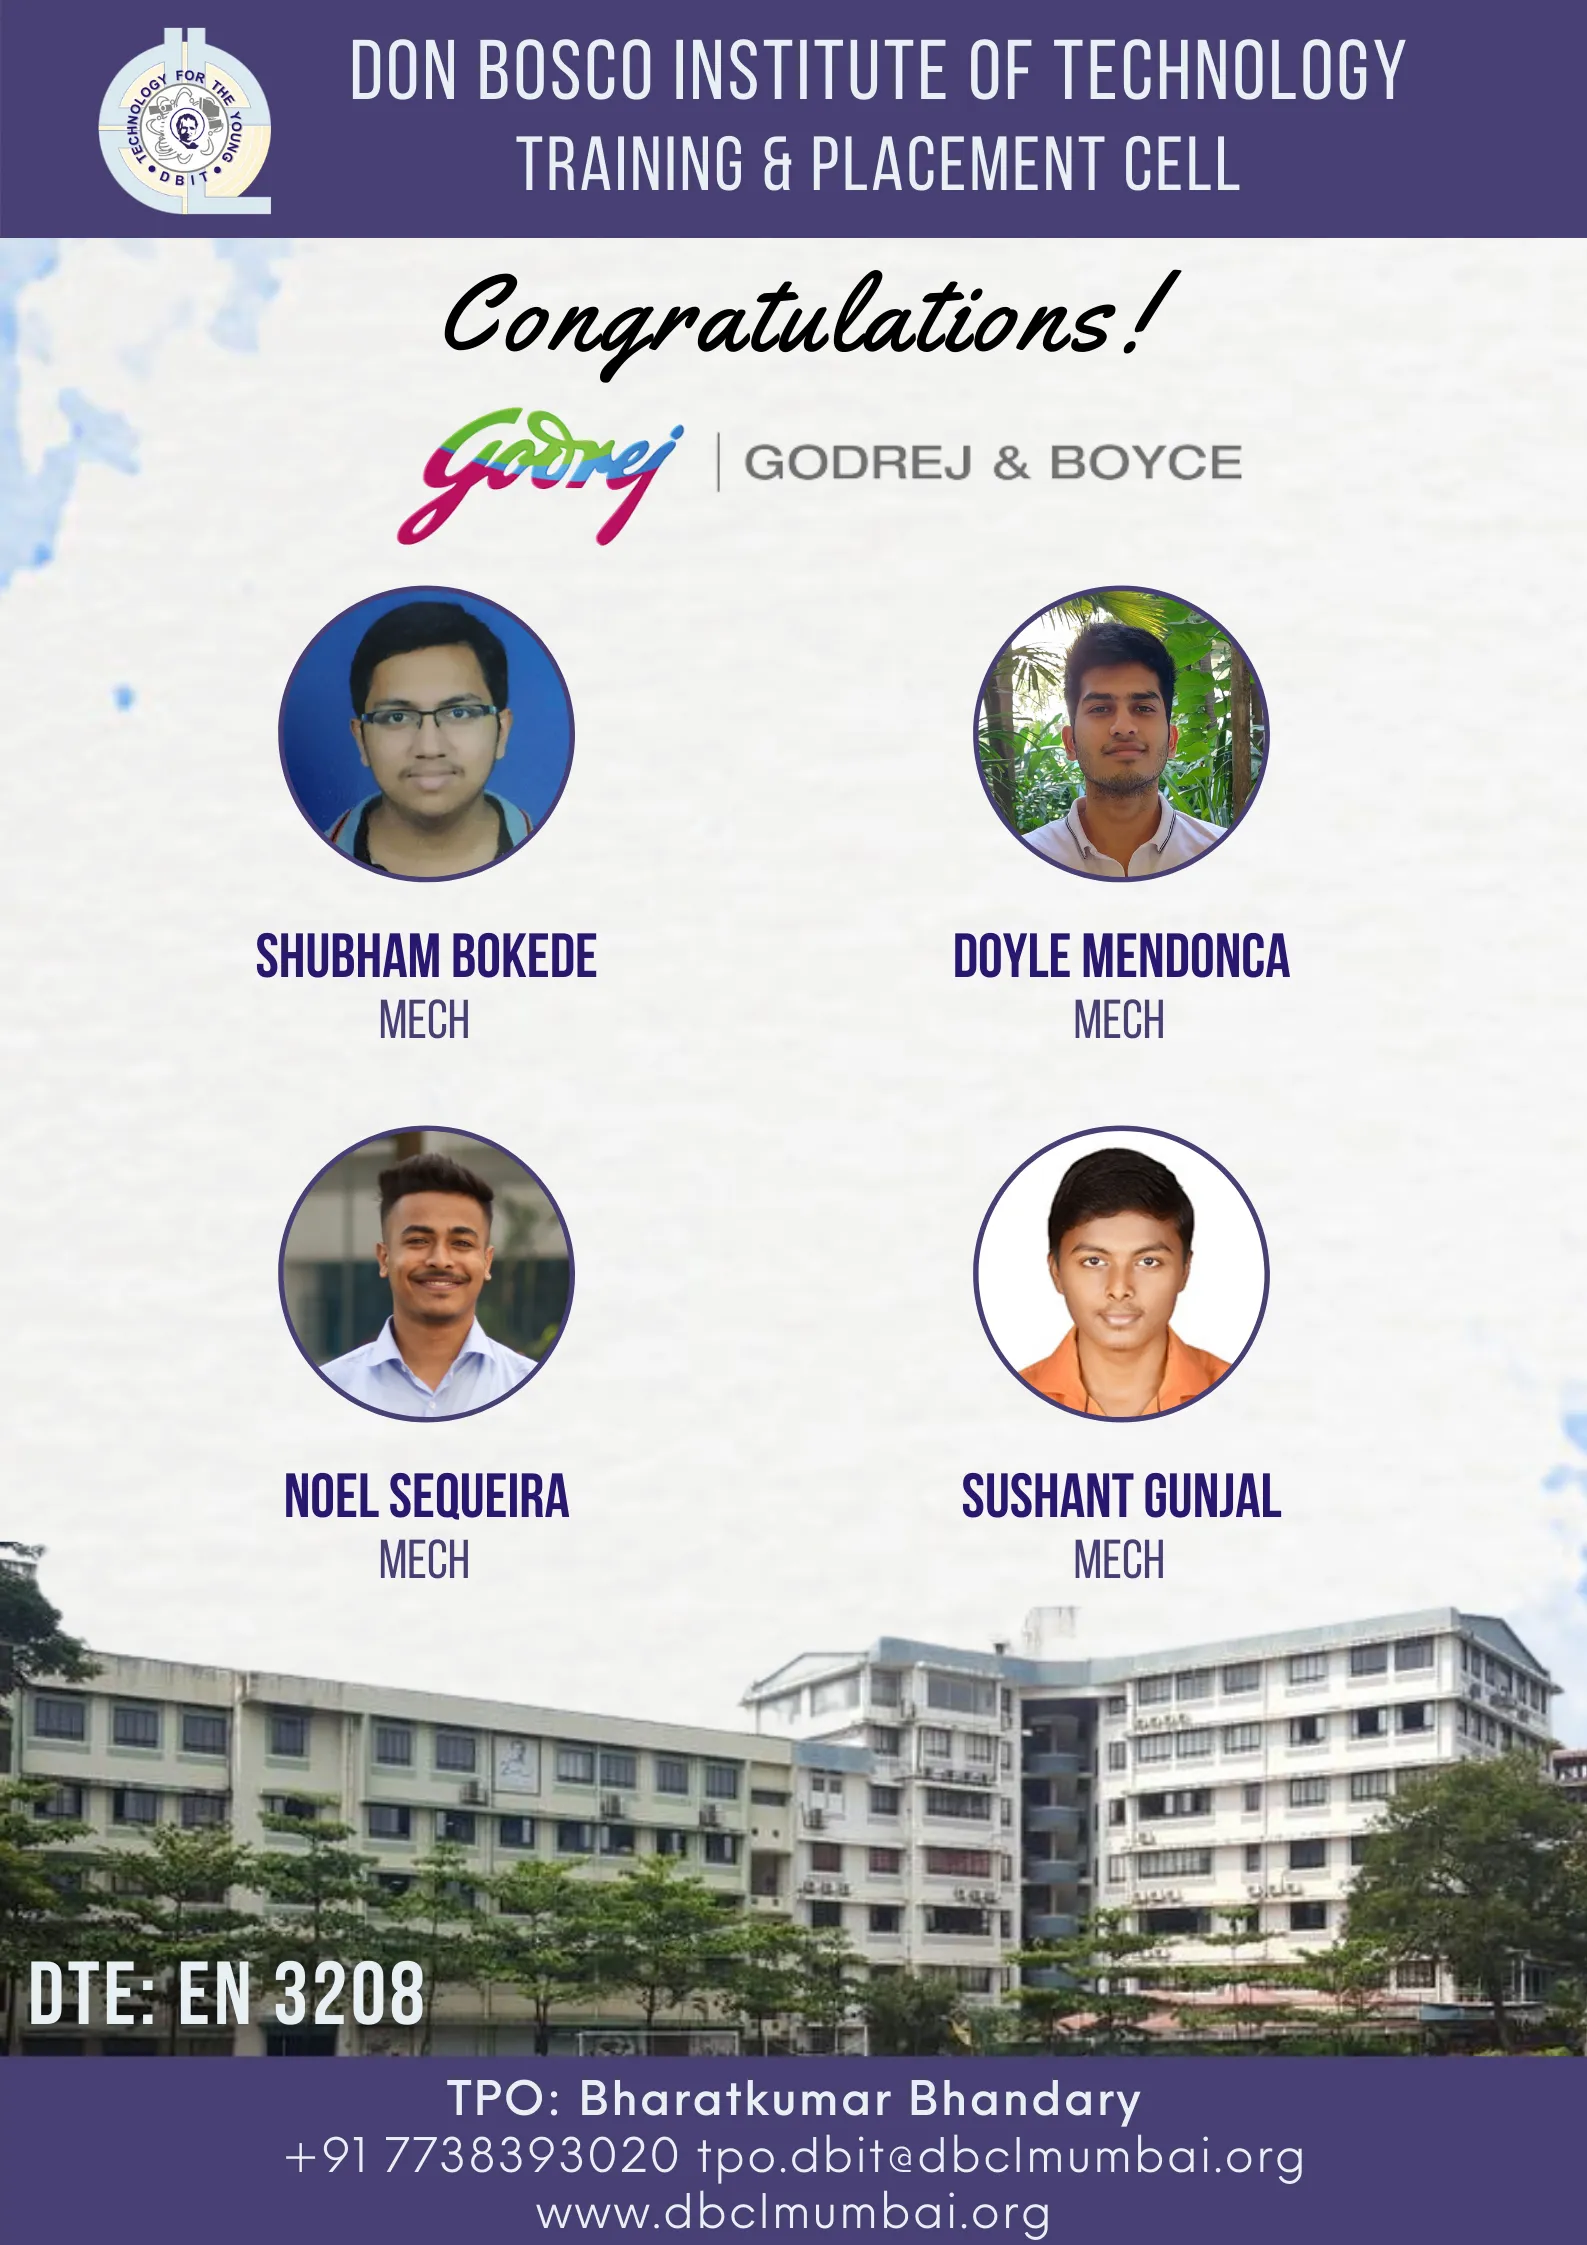 DON BOSCO INSTITUTE OF TECHNOLOGY
TRAINING & PLACEMENT CELL
TECHNOLOGY FOR THE YOUNG
• DBIT •
Congratulations!
Godrej | GODREJ & BOYCE
SHUBHAM BOKEDE
MECH
DOYLE MENDONCA
MECH
NOEL SEQUEIRA
MECH
SUSHANT GUNJAL
MECH
DTE: EN 3208
TPO: Bharatkumar Bhandary
+91 7738393020 tpo.dbit@dbclmumbai.org
www.dbclmumbai.org